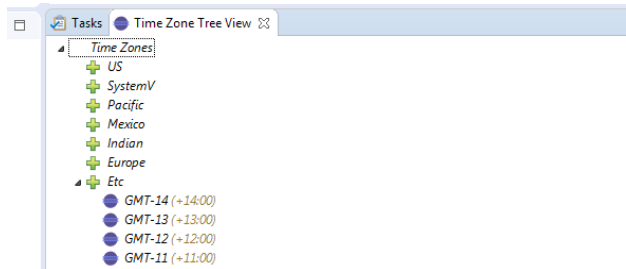 Tasks Time Zone Tree View
Time Zones
US
SystemV
Pacific
Mexico
Indian
Europe
Etc
GMT-14 (+14:00)
GMT-13 (+13:00)
GMT-12 (+12:00)
GMT-11 (+11:00)